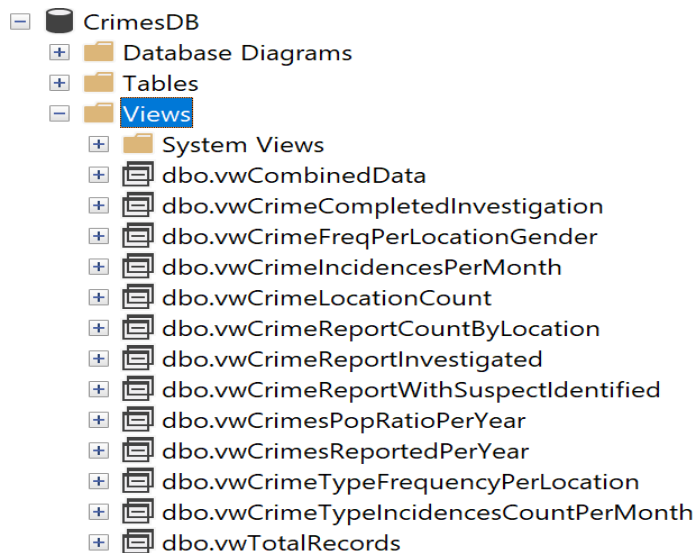 CrimesDB
Database Diagrams
Tables
Views
System Views
dbo.vwCombinedData
dbo.vwCrimeCompletedInvestigation
dbo.vwCrimeFreqPerLocationGender
dbo.vwCrimeIncidencesPerMonth
dbo.vwCrimeLocationCount
dbo.vwCrimeReportCountByLocation
dbo.vwCrimeReportInvestigated
dbo.vwCrimeReportWithSuspectIdentified
dbo.vwCrimesPopRatioPerYear
dbo.vwCrimesReportedPerYear
dbo.vwCrimeTypeFrequencyPerLocation
dbo.vwCrimeTypeIncidencesCountPerMonth
dbo.vwTotalRecords